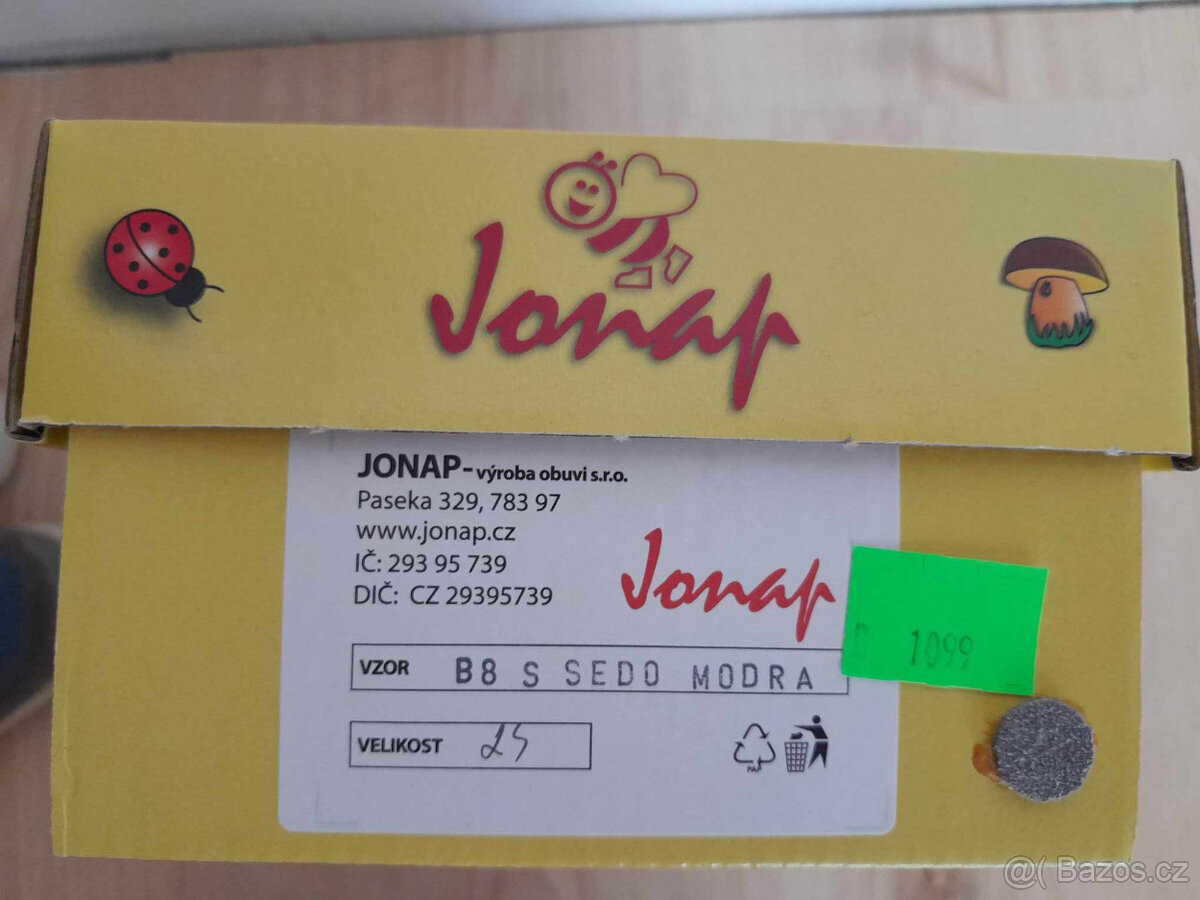 Jonap
JONAP- výroba obuvi s.r.o.
Paseka 329, 783 97
www.jonap.cz
IČ: 293 95 739
DIČ: CZ 29395739
Jonap
VZOR B8 S SEDO MODRA
1099
VELIKOST 25
PAP
@( Bazos.cz